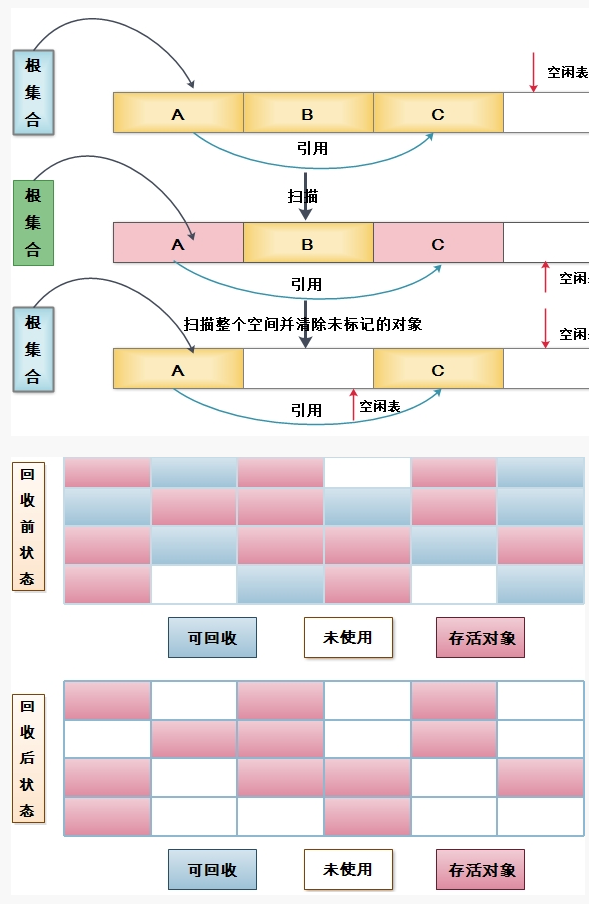 根集合
空闲表
A
B
C
引用
扫描
根集合
A
B
C
空闲
引用
扫描整个空间并清除未标记的对象
根集合
空闲
A
C
引用
空闲表
回收前状态
可回收
未使用
存活对象
回收后状态
可回收
未使用
存活对象